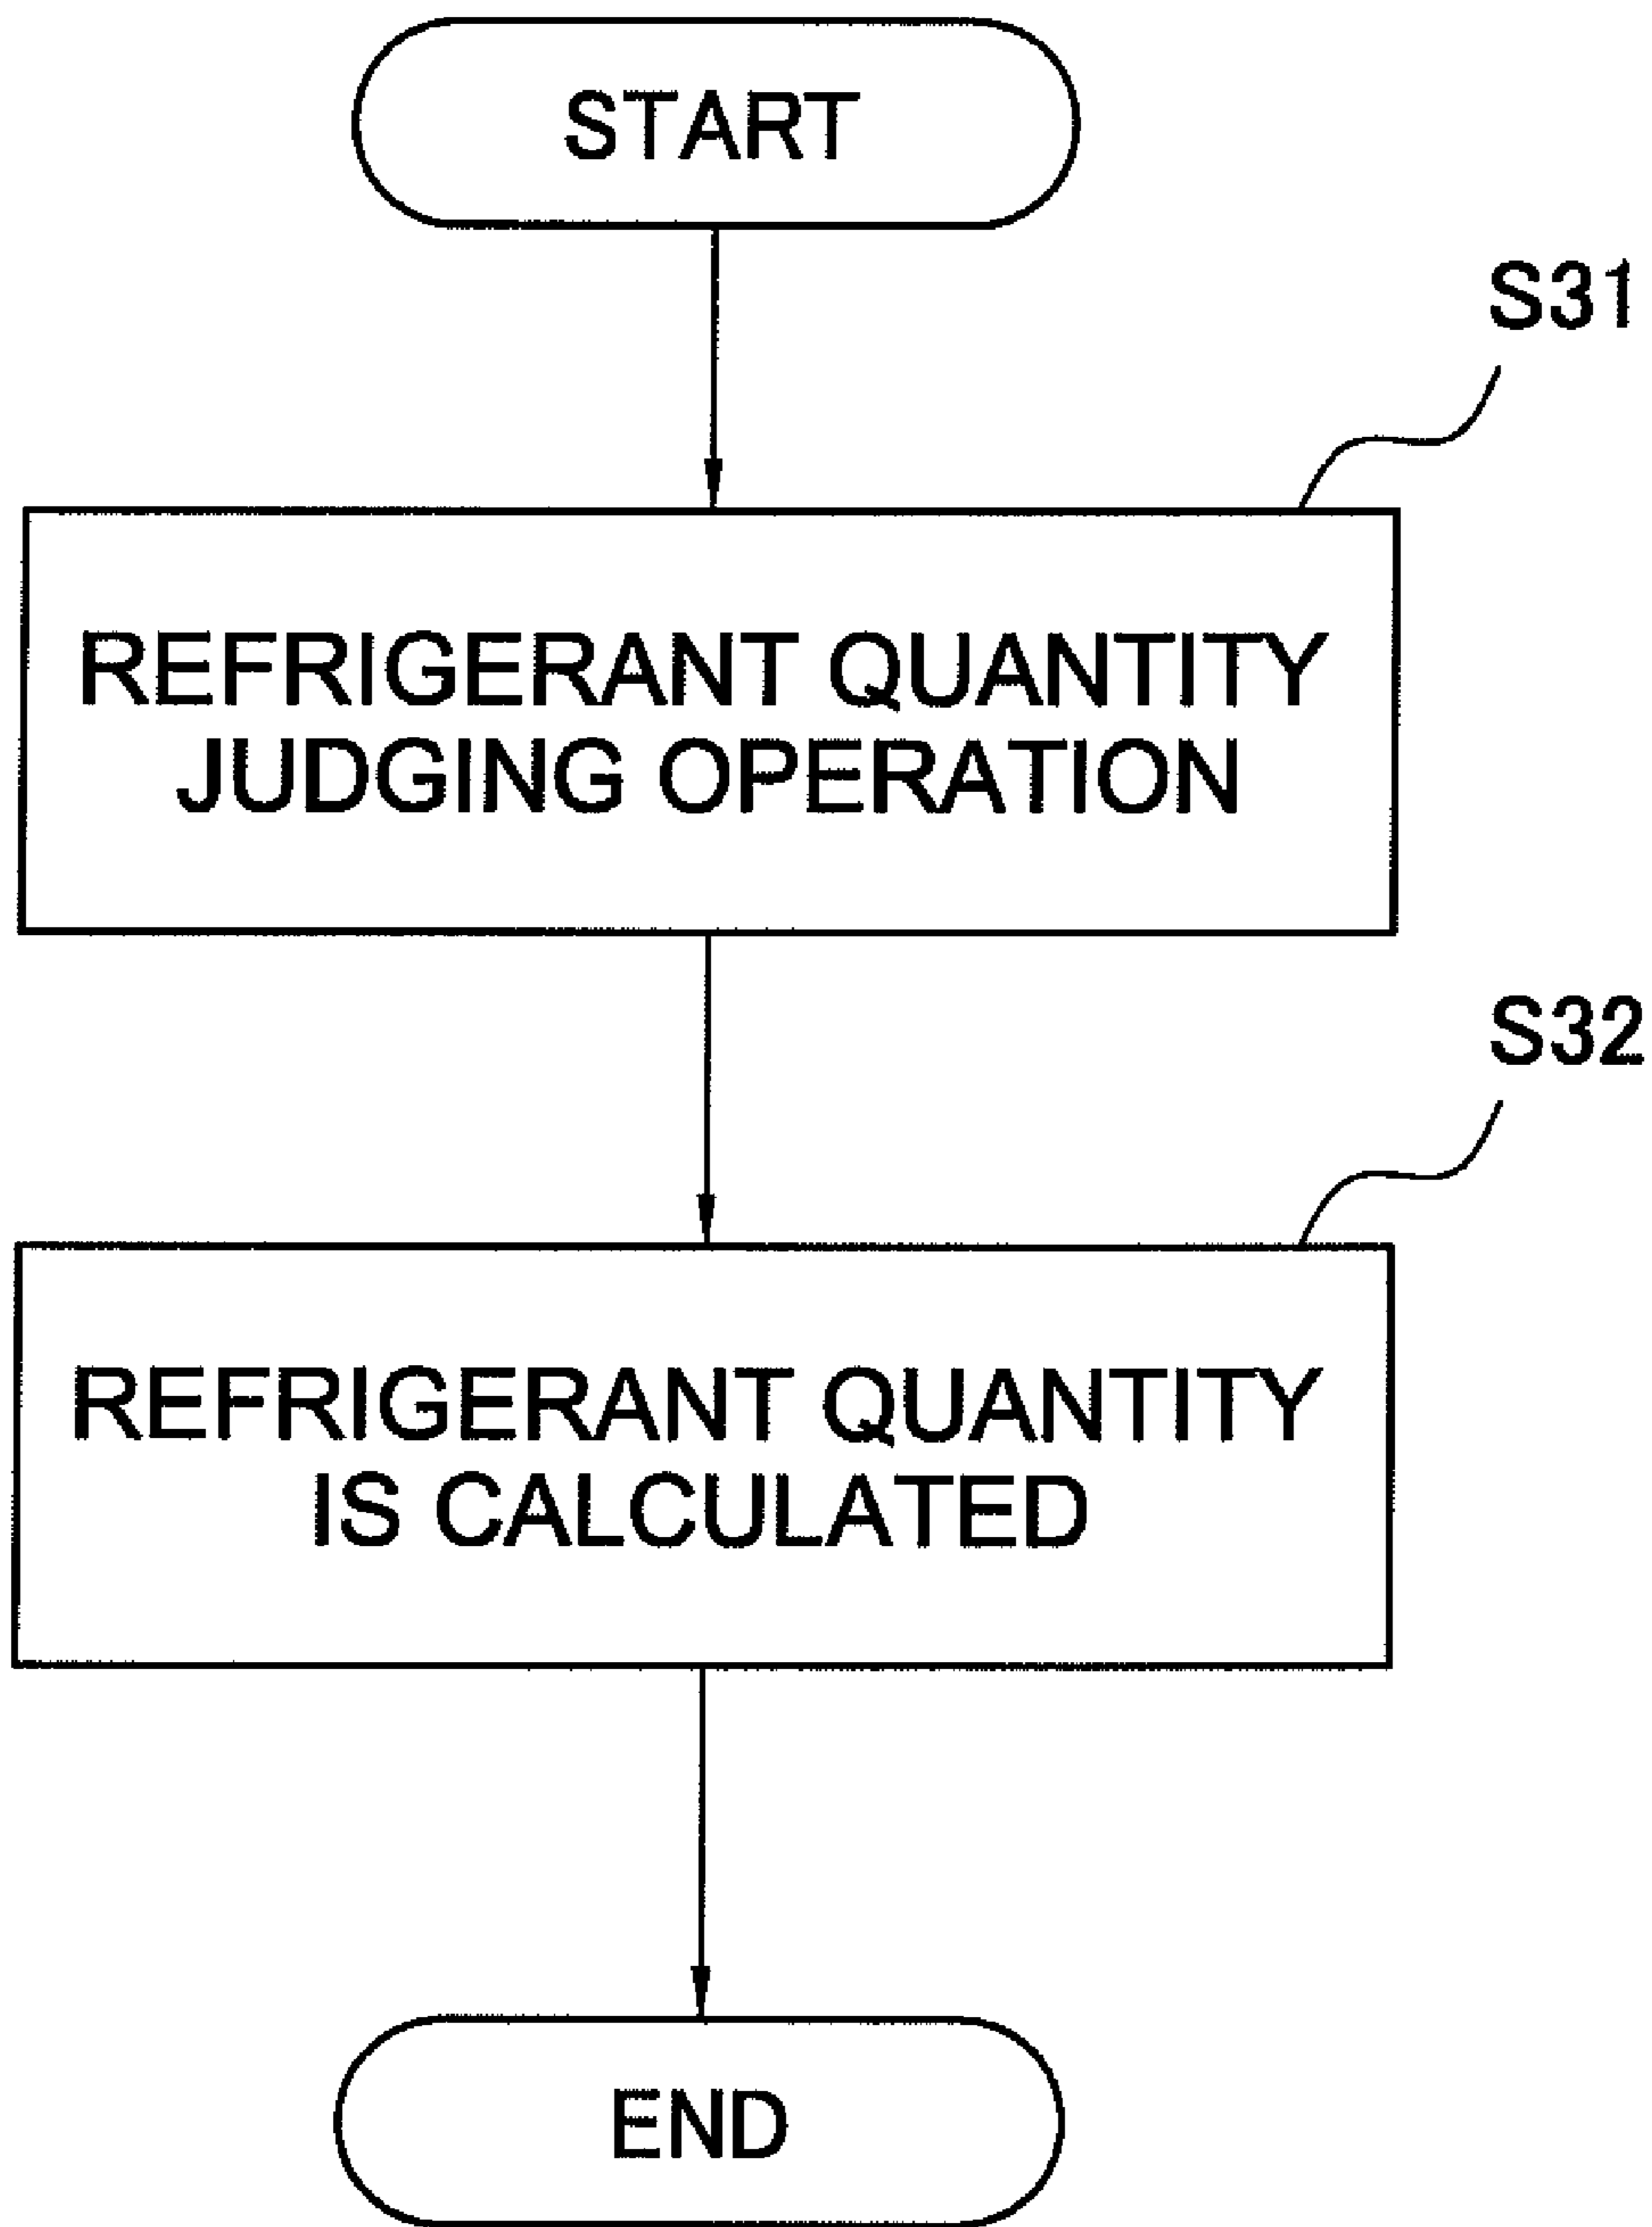 START
S31
REFRIGERANT QUANTITY
JUDGING OPERATION
S32
REFRIGERANT QUANTITY
IS CALCULATED
END